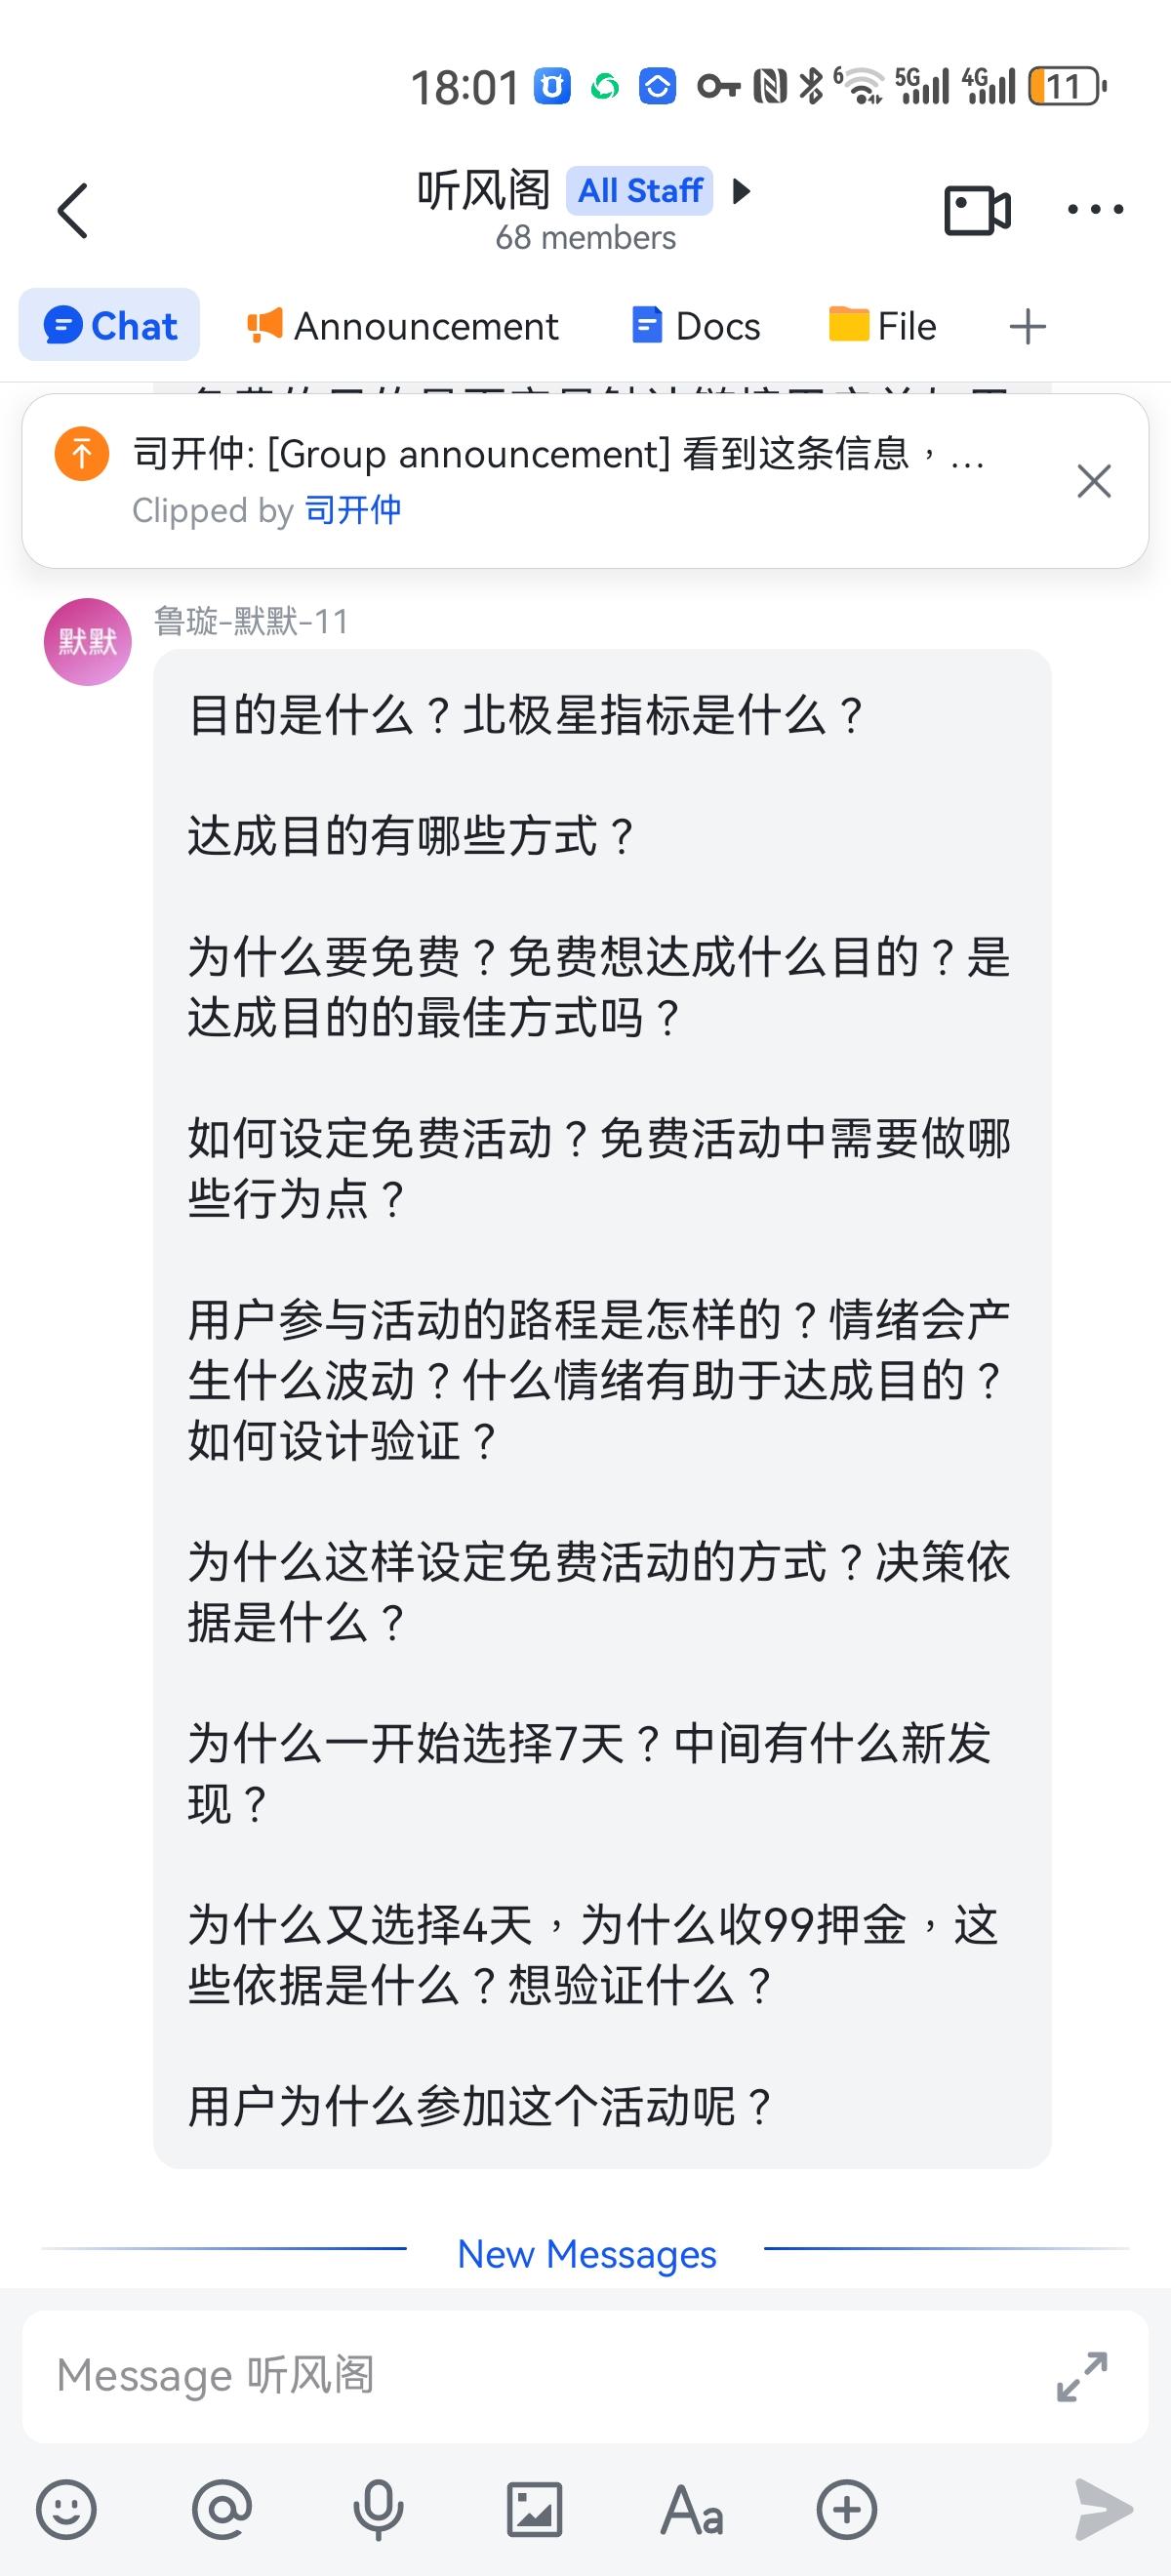 18:01
6
5G
4G
11
听风阁 All Staff
68 members
Chat
Announcement
Docs
File
司开仲: [Group announcement] 看到这条信息，...
Clipped by 司开仲
默默
鲁璇-默默-11
目的是什么？北极星指标是什么？
达成目的有哪些方式？
为什么要免费？免费想达成什么目的？是
达成目的的最佳方式吗？
如何设定免费活动？免费活动中需要做哪
些行为点？
用户参与活动的路程是怎样的？情绪会产
生什么波动？什么情绪有助于达成目的？
如何设计验证？
为什么这样设定免费活动的方式？决策依
据是什么？
为什么一开始选择7天？中间有什么新发
现？
为什么又选择4天，为什么收99押金，这
些依据是什么？想验证什么？
用户为什么参加这个活动呢？
New Messages
Message 听风阁
Aa